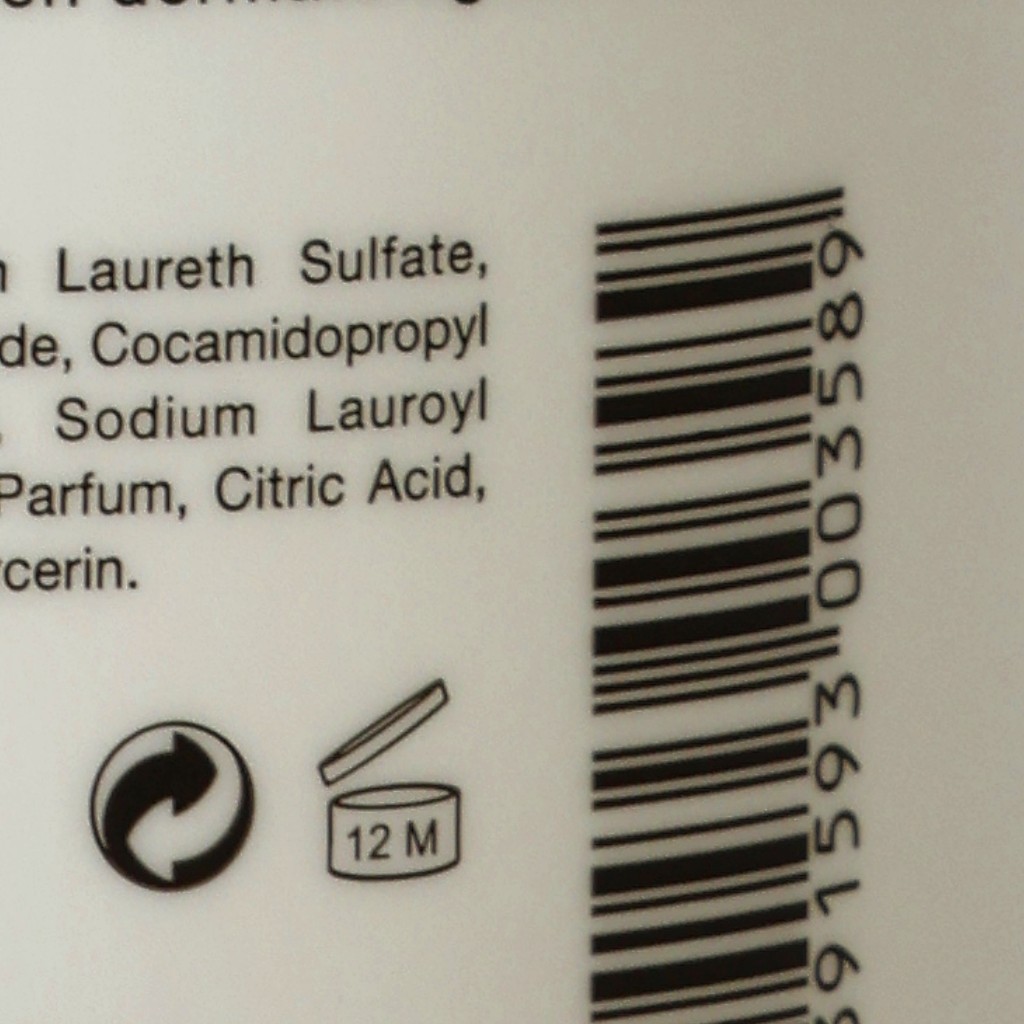 Laureth Sulfate,
de, Cocamidopropyl
, Sodium Lauroyl
Parfum, Citric Acid,
cerin.
12 M
91593 003589